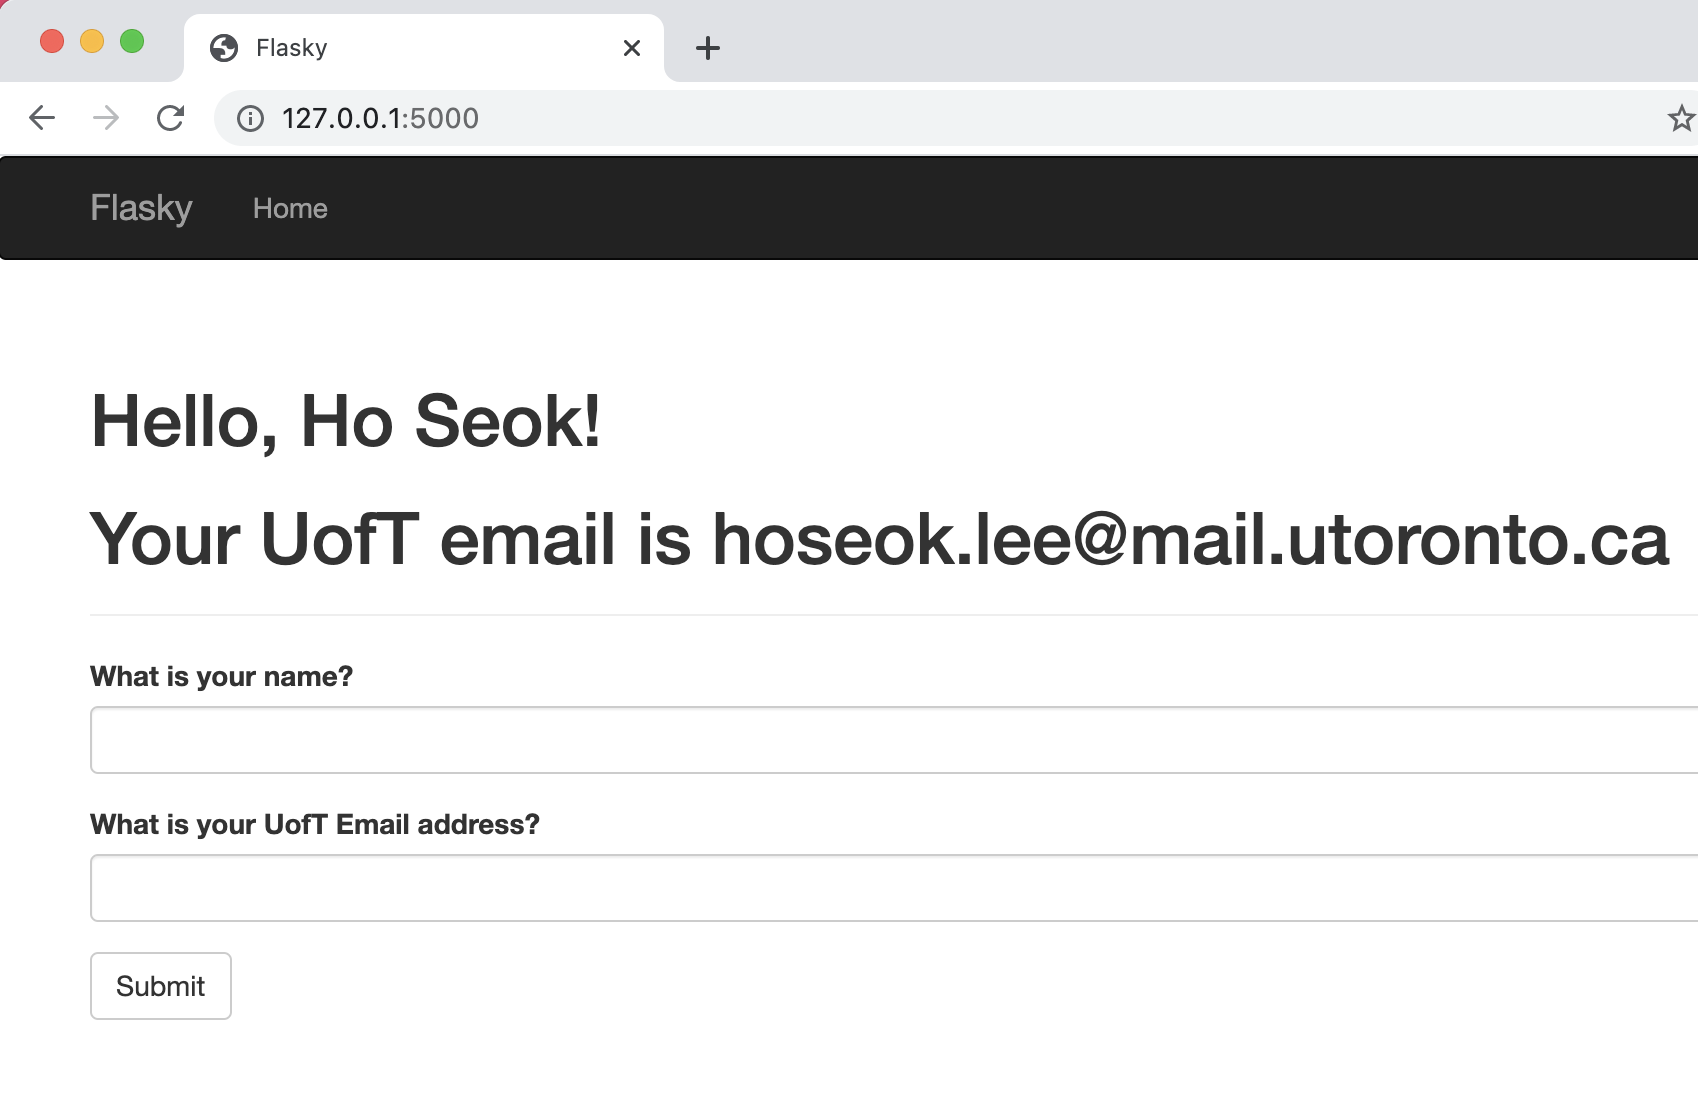 Flasky
127.0.0.1:5000
Flasky Home
Hello, Ho Seok!
Your UofT email is hoseok.lee@mail.utoronto.ca
What is your name?
What is your UofT Email address?
Submit